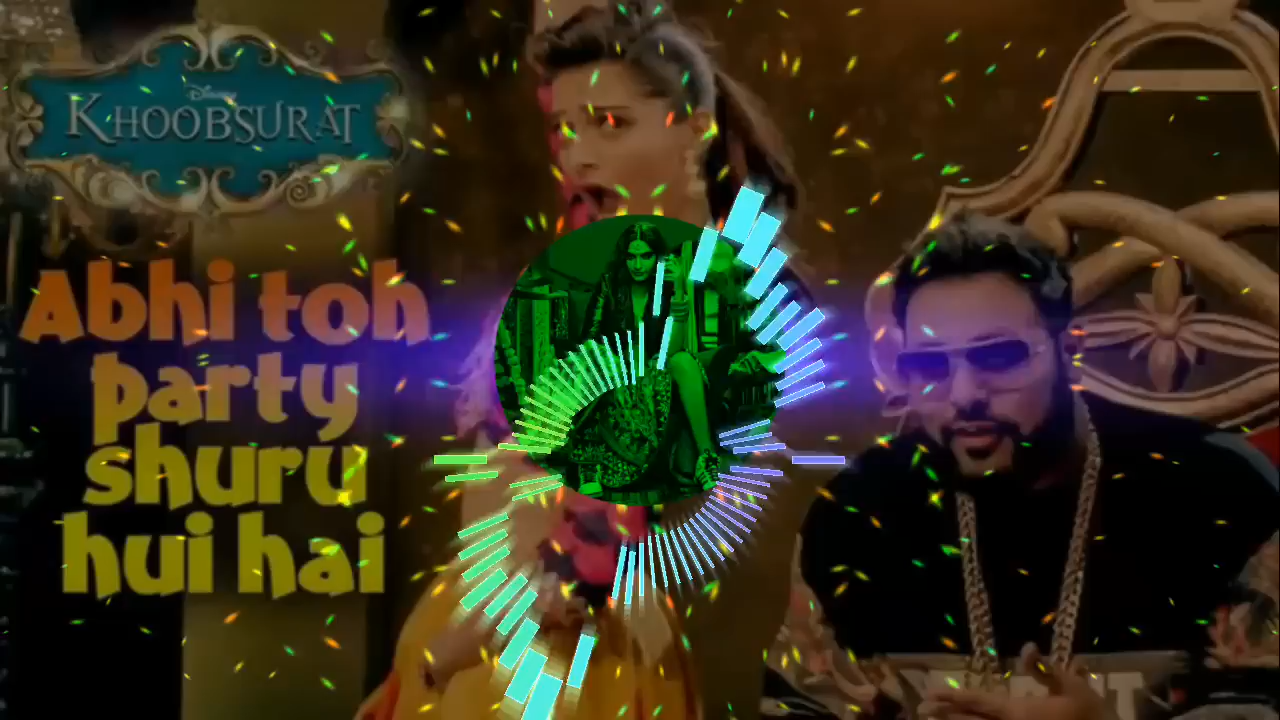 Disney
KHOOBSURAT
Abhi toh
party
shuru
hui hai